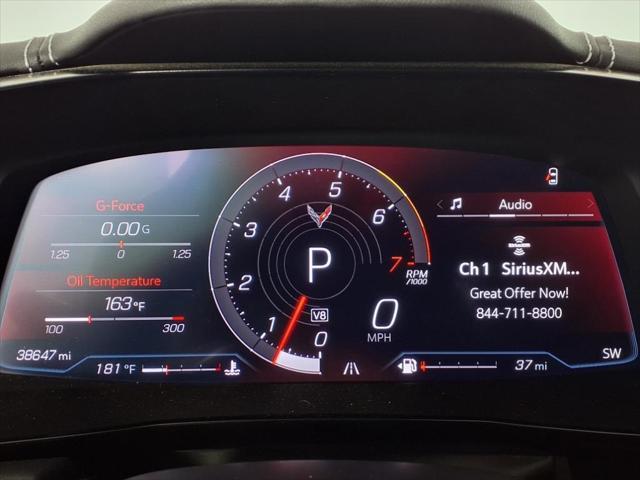 G-Force
0.00 G
1.25 0 1.25
Oil Temperature
163 °F
100 300
38647 mi
181 °F
0 1 2 3 4 5 6 7
RPM
/1000
P
V8
0
MPH
Audio
Ch 1 SiriusXM...
Great Offer Now!
844-711-8800
37 mi
SW